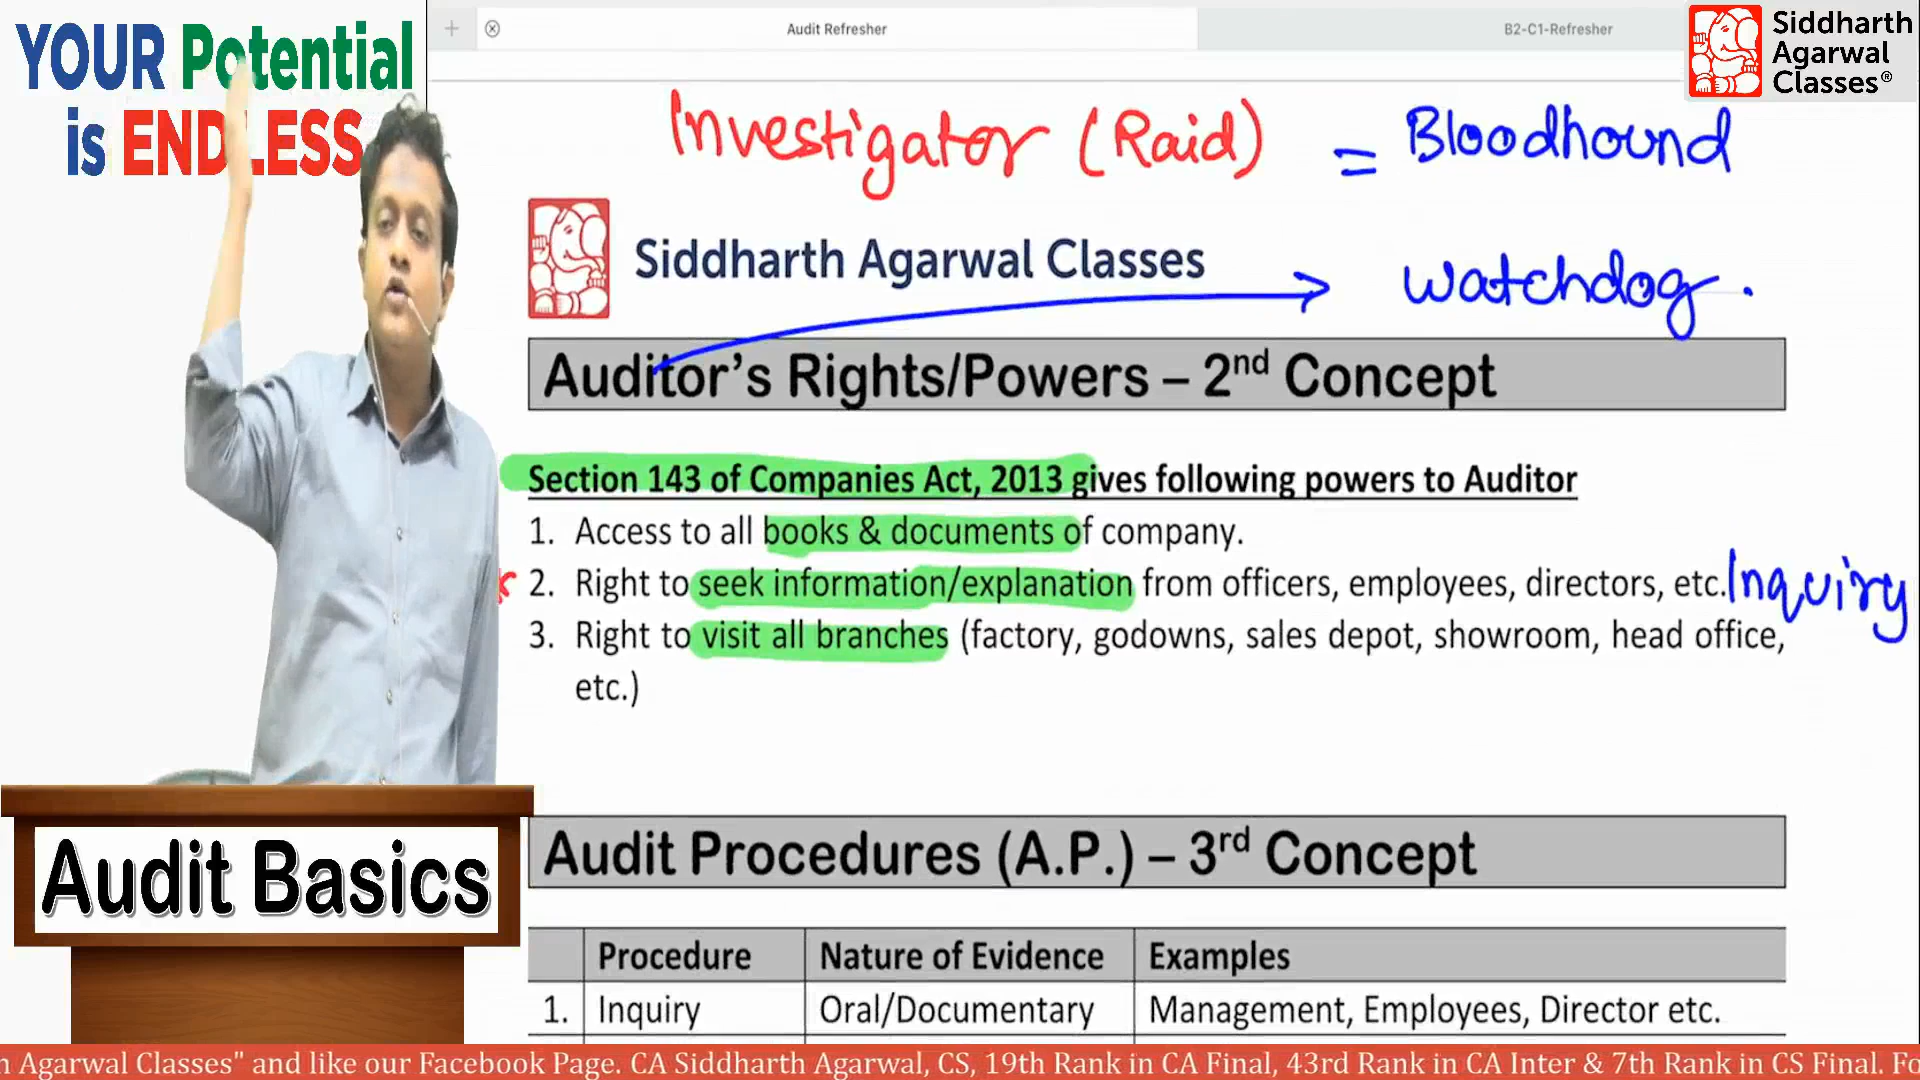 YOUR Potential
is ENDLESS
Audit Refresher
B2-C1-Refresher
Siddharth
Agarwal
Classes®
Investigator (Raid) = Bloodhound
Siddharth Agarwal Classes
Watchdog.
Auditor's Rights/Powers – 2nd Concept
Section 143 of Companies Act, 2013 gives following powers to Auditor
1. Access to all books & documents of company.
2. Right to seek information/explanation from officers, employees, directors, etc. Inquiry
3. Right to visit all branches (factory, godowns, sales depot, showroom, head office,
etc.)
Audit Basics
Audit Procedures (A.P.) – 3rd Concept
Procedure Nature of Evidence Examples
1. Inquiry Oral/Documentary Management, Employees, Director etc.
Agarwal Classes" and like our Facebook Page. CA Siddharth Agarwal, CS, 19th Rank in CA Final, 43rd Rank in CA Inter & 7th Rank in CS Final.